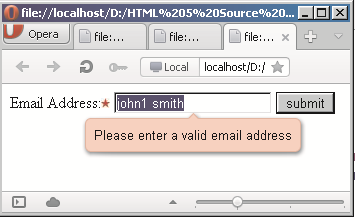 file://localhost/D:/HTML%205%20Source%20...
Opera
file:...
file:...
file:...
Local
localhost/D:/
Email Address:
john1 smith
submit
Please enter a valid email address